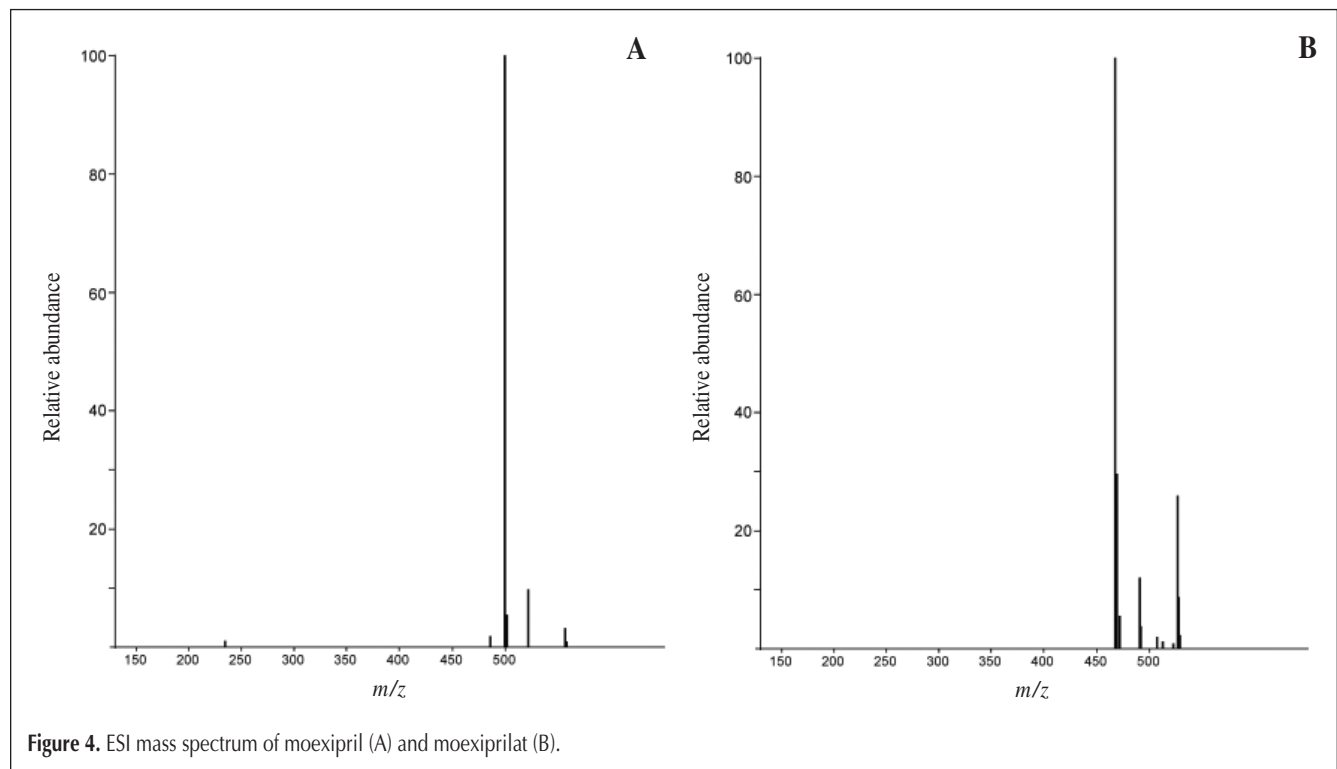 A
100
80
60
40
20
Relative abundance
150 200 250 300 350 400 450 500
m/z
B
100
80
60
40
20
Relative abundance
150 200 250 300 350 400 450 500
m/z
Figure 4. ESI mass spectrum of moexipril (A) and moexiprilat (B).